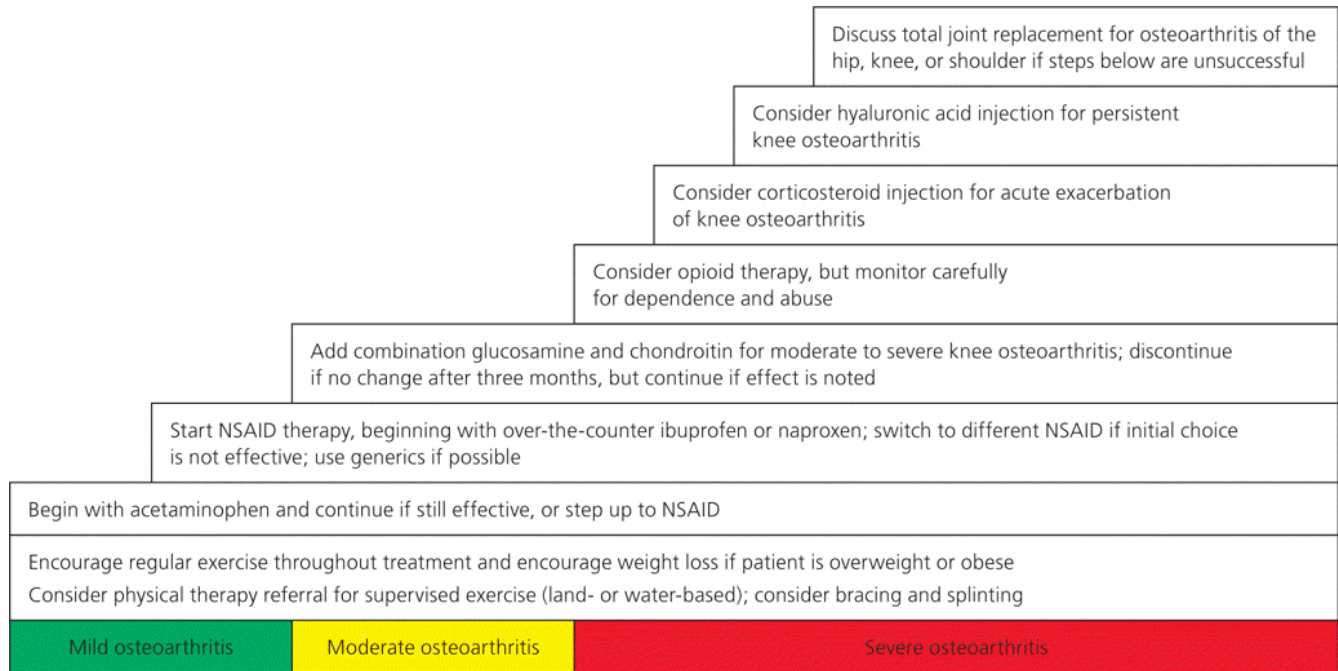 Discuss total joint replacement for osteoarthritis of the
hip, knee, or shoulder if steps below are unsuccessful
Consider hyaluronic acid injection for persistent
knee osteoarthritis
Consider corticosteroid injection for acute exacerbation
of knee osteoarthritis
Consider opioid therapy, but monitor carefully
for dependence and abuse
Add combination glucosamine and chondroitin for moderate to severe knee osteoarthritis; discontinue
if no change after three months, but continue if effect is noted
Start NSAID therapy, beginning with over-the-counter ibuprofen or naproxen; switch to different NSAID if initial choice
is not effective; use generics if possible
Begin with acetaminophen and continue if still effective, or step up to NSAID
Encourage regular exercise throughout treatment and encourage weight loss if patient is overweight or obese
Consider physical therapy referral for supervised exercise (land- or water-based); consider bracing and splinting
Mild osteoarthritis
Moderate osteoarthritis
Severe osteoarthritis